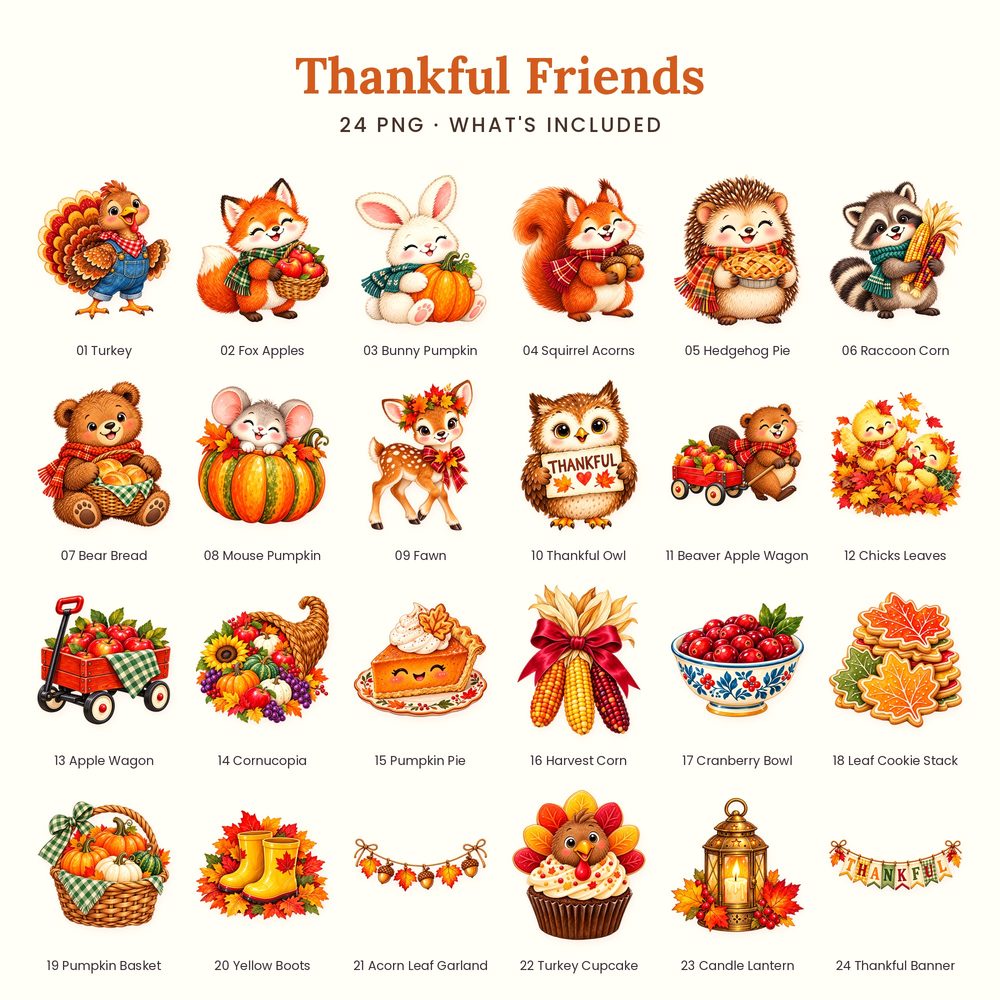 Thankful Friends
24 PNG · WHAT'S INCLUDED
01 Turkey
02 Fox Apples
03 Bunny Pumpkin
04 Squirrel Acorns
05 Hedgehog Pie
06 Raccoon Corn
THANKFUL
07 Bear Bread
08 Mouse Pumpkin
09 Fawn
10 Thankful Owl
11 Beaver Apple Wagon
12 Chicks Leaves
13 Apple Wagon
14 Cornucopia
15 Pumpkin Pie
16 Harvest Corn
17 Cranberry Bowl
18 Leaf Cookie Stack
THANKFUL
19 Pumpkin Basket
20 Yellow Boots
21 Acorn Leaf Garland
22 Turkey Cupcake
23 Candle Lantern
24 Thankful Banner